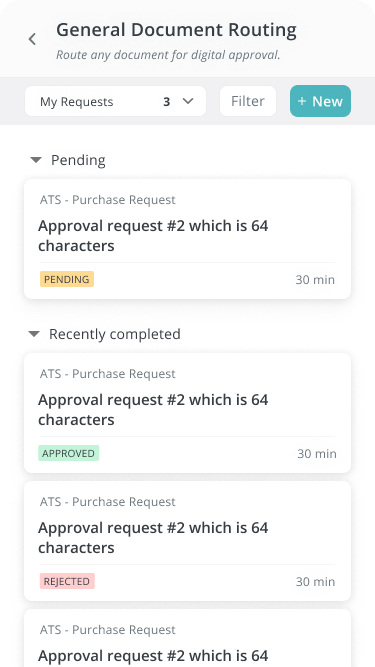 General Document Routing
Route any document for digital approval.
My Requests 3
Filter
+ New
Pending
ATS - Purchase Request
Approval request #2 which is 64
characters
PENDING
30 min
Recently completed
ATS - Purchase Request
Approval request #2 which is 64
characters
APPROVED
30 min
ATS - Purchase Request
Approval request #2 which is 64
characters
REJECTED
30 min
ATS - Purchase Request
Approval request #2 which is 64